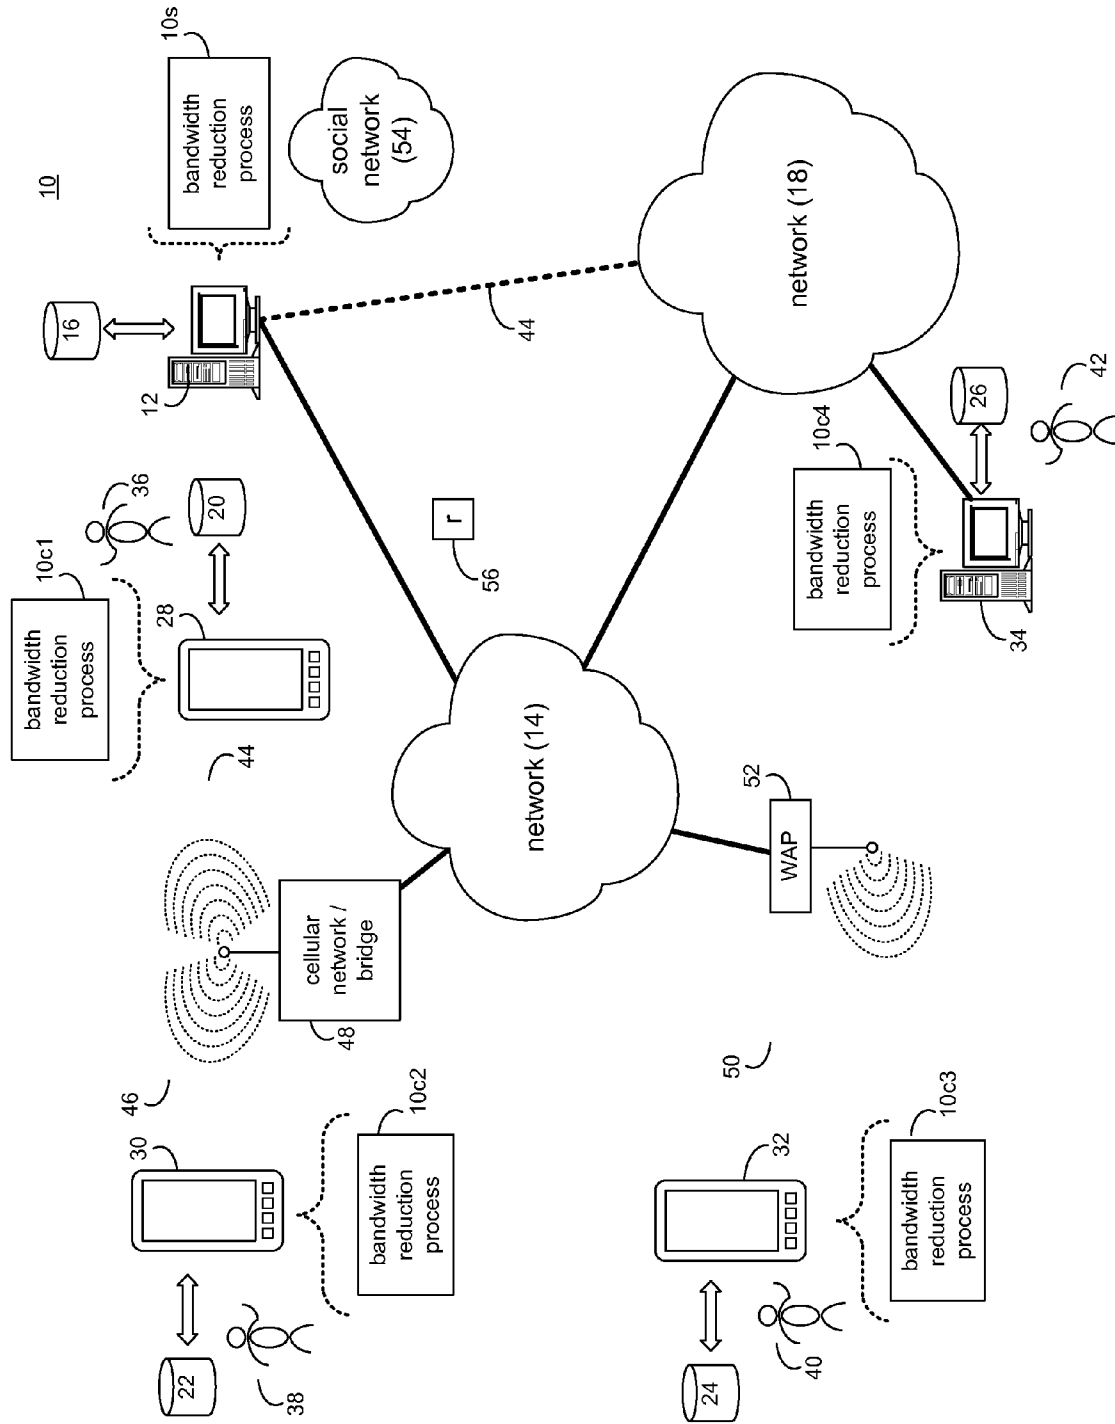 10
10s
bandwidth
reduction
process
social
network
(54)
16
12
44
network (18)
10c4
bandwidth
reduction
process
26
42
34
36
20
10c1
bandwidth
reduction
process
28
r
56
44
network (14)
52
WAP
cellular
network /
bridge
48
46
50
30
10c2
bandwidth
reduction
process
22
38
32
10c3
bandwidth
reduction
process
24
40